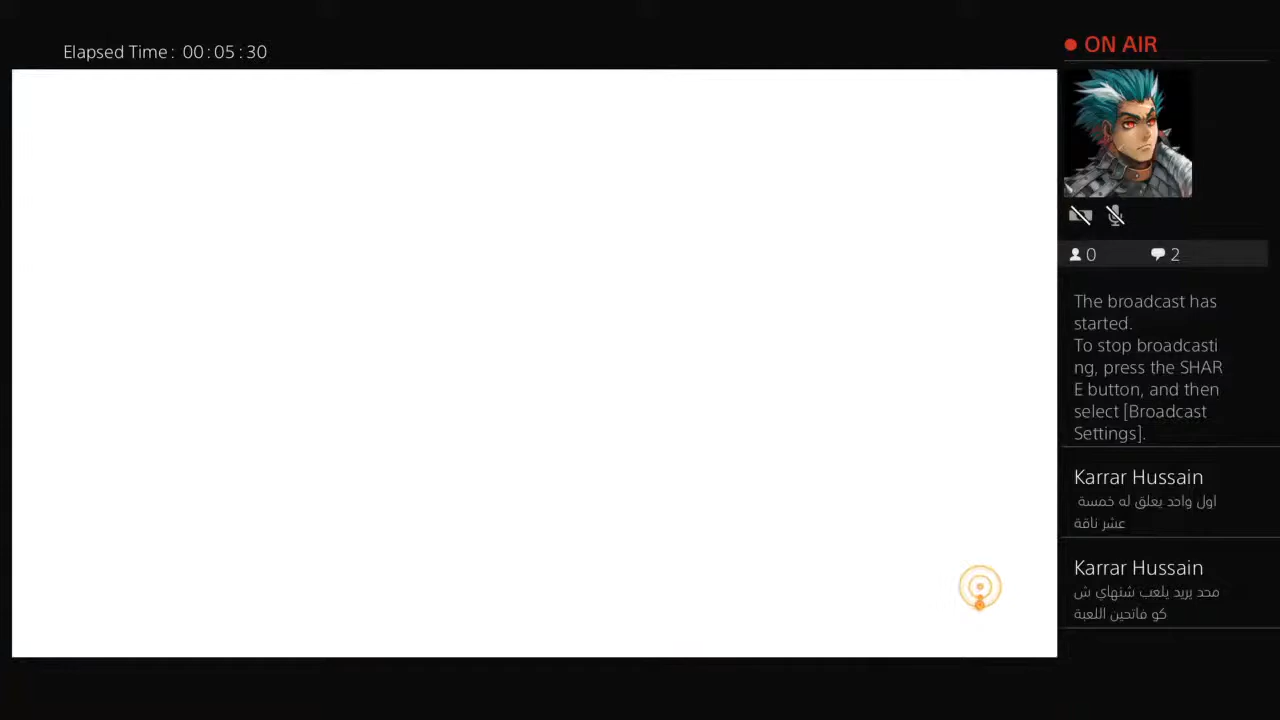 Elapsed Time: 00:05:30
ON AIR
0 2
The broadcast has
started.
To stop broadcasti
ng, press the SHAR
E button, and then
select [Broadcast
Settings].
Karrar Hussain
اول واحد يعلق له خمسة
عشر ناقة
Karrar Hussain
محد يريد يلعب شنهاي ش
كو فاتحين اللعبة